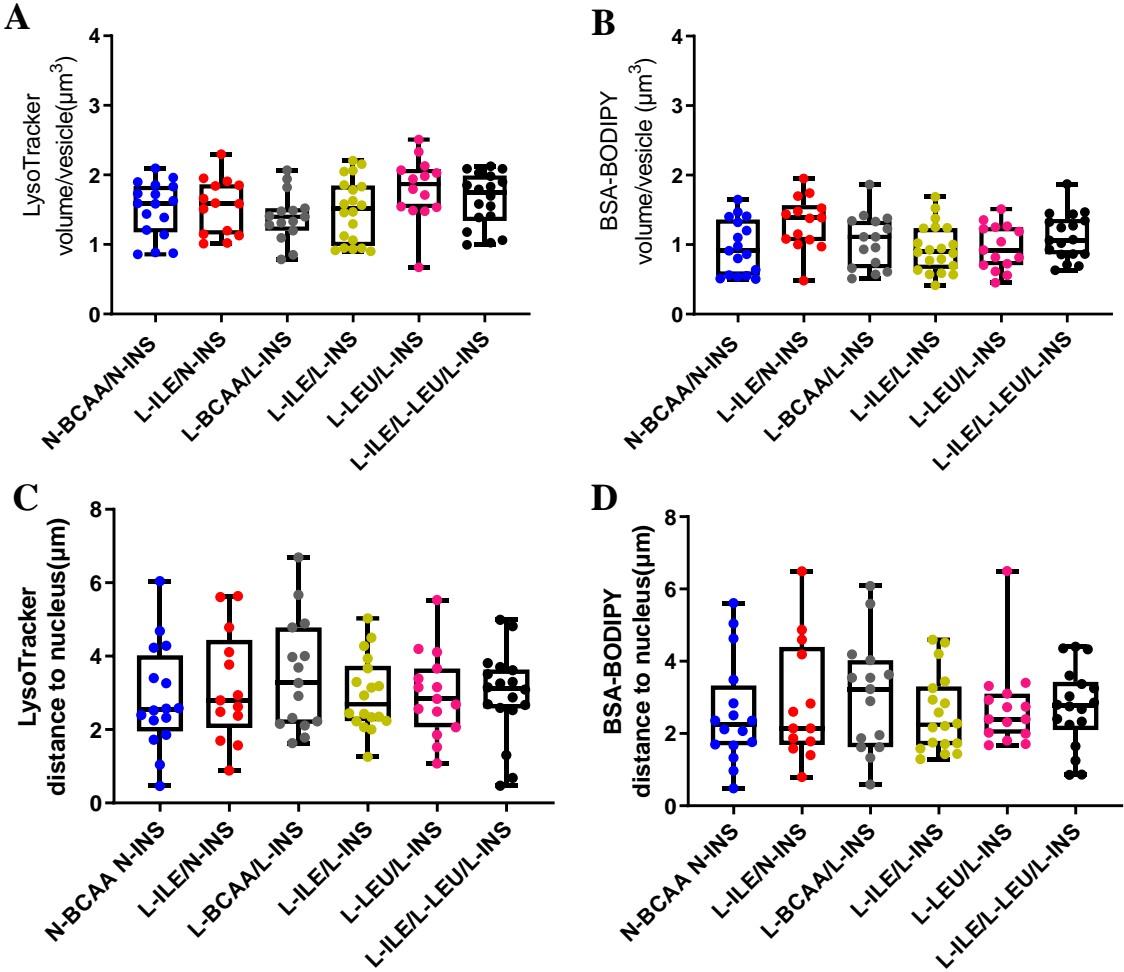 A
LysoTracker
volume/vesicle(µm³)
4
3
2
1
0
N-BCAA/N-INS
L-ILE/N-INS
L-BCAA/L-INS
L-ILE/L-INS
L-LEU/L-INS
L-ILE/L-LEU/L-INS
B
BSA-BODIPY
volume/vesicle (µm³)
4
3
2
1
0
N-BCAA/N-INS
L-ILE/N-INS
L-BCAA/L-INS
L-ILE/L-INS
L-LEU/L-INS
L-ILE/L-LEU/L-INS
C
LysoTracker
distance to nucleus(µm)
8
6
4
2
0
N-BCAA N-INS
L-ILE/N-INS
L-BCAA/L-INS
L-ILE/L-INS
L-LEU/L-INS
L-ILE/L-LEU/L-INS
D
BSA-BODIPY
distance to nucleus(µm)
8
6
4
2
0
N-BCAA N-INS
L-ILE/N-INS
L-BCAA/L-INS
L-ILE/L-INS
L-LEU/L-INS
L-ILE/L-LEU/L-INS